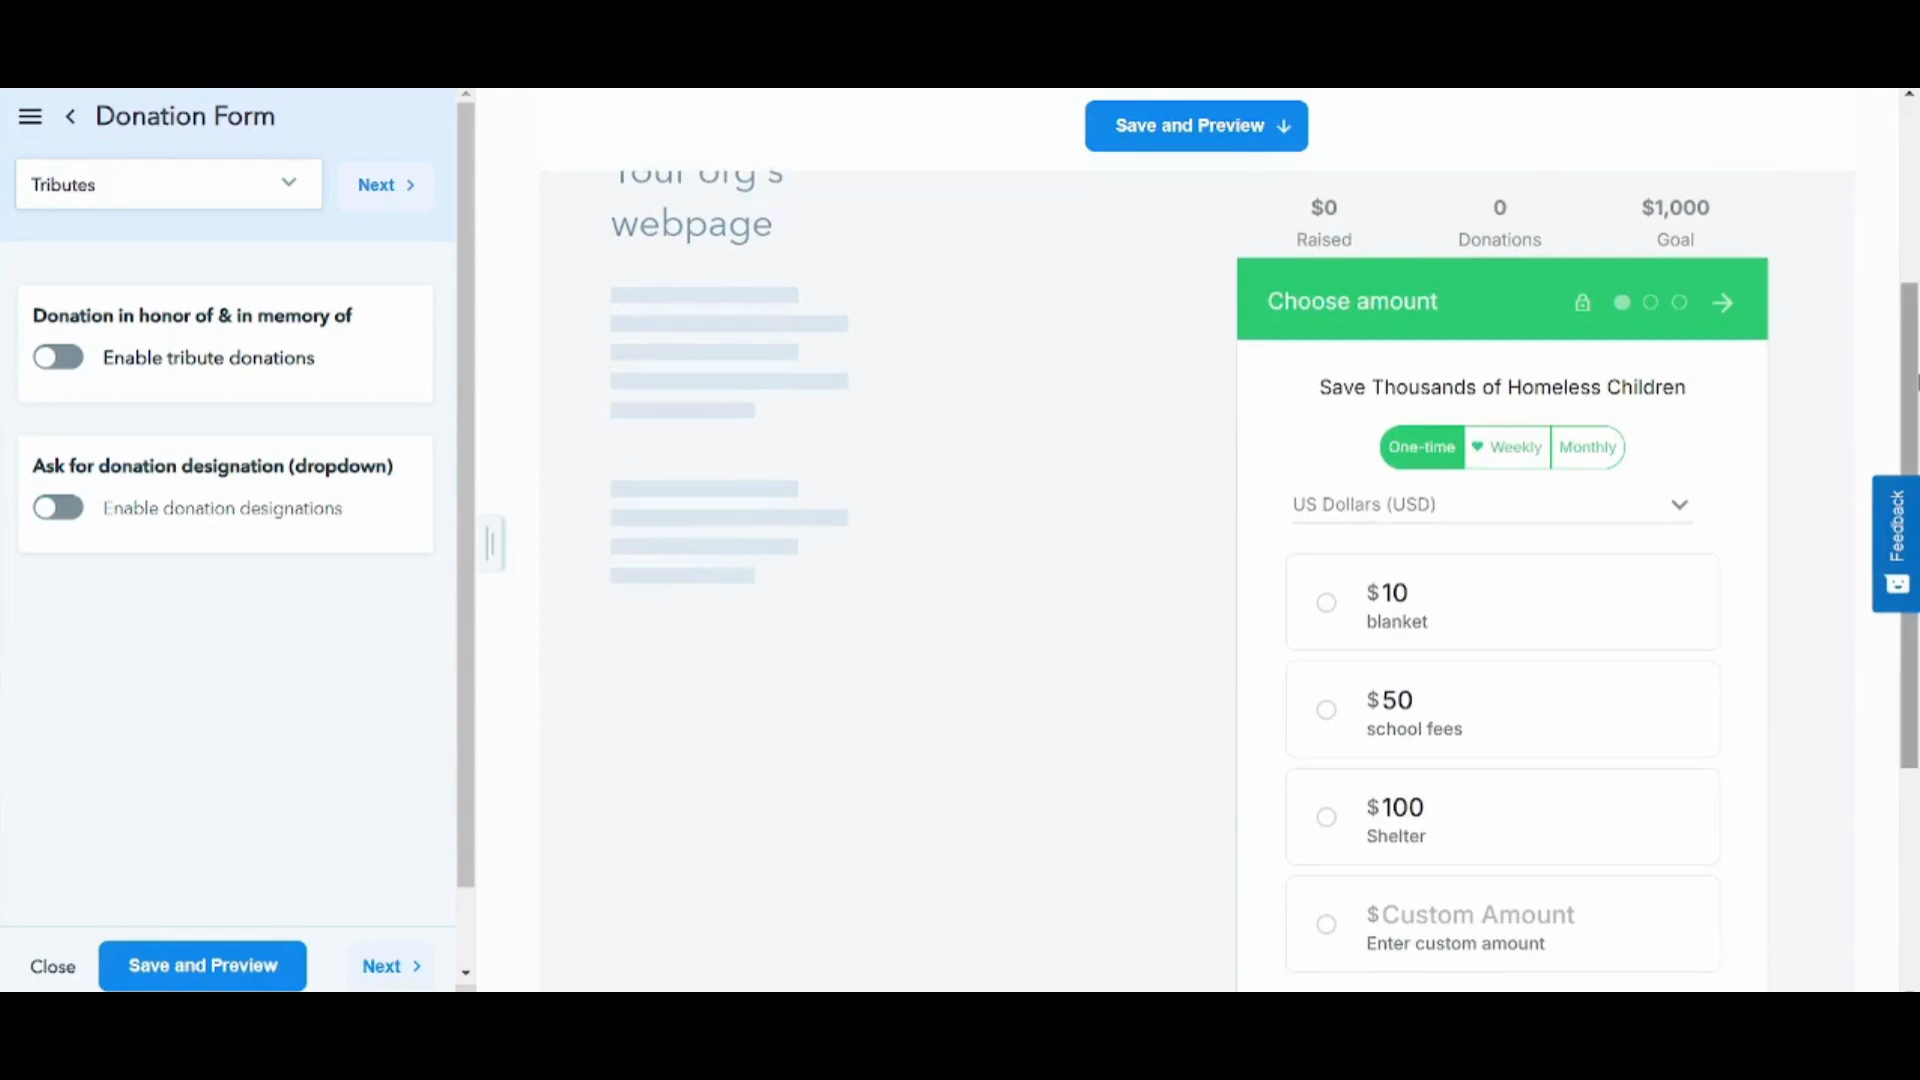 Donation Form
Tributes
Next
Donation in honor of & in memory of
Enable tribute donations
Ask for donation designation (dropdown)
Enable donation designations
Close
Save and Preview
Next
Save and Preview
Your org's
webpage
$0
Raised
0
Donations
$1,000
Goal
Choose amount
Save Thousands of Homeless Children
One-time
Weekly
Monthly
US Dollars (USD)
$10
blanket
$50
school fees
$100
Shelter
$Custom Amount
Enter custom amount
Feedback